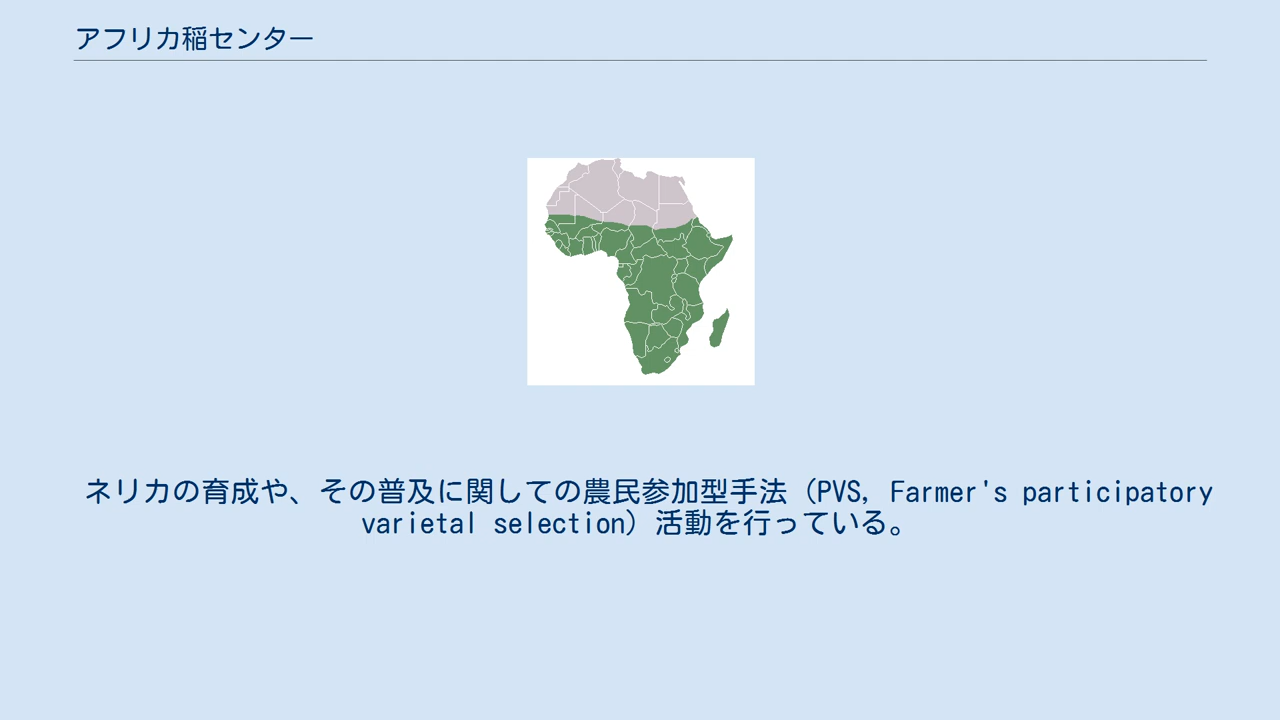 アフリカ稲センター
ネリカの育成や、その普及に関しての農民参加型手法（PVS, Farmer's participatory
varietal selection）活動を行っている。